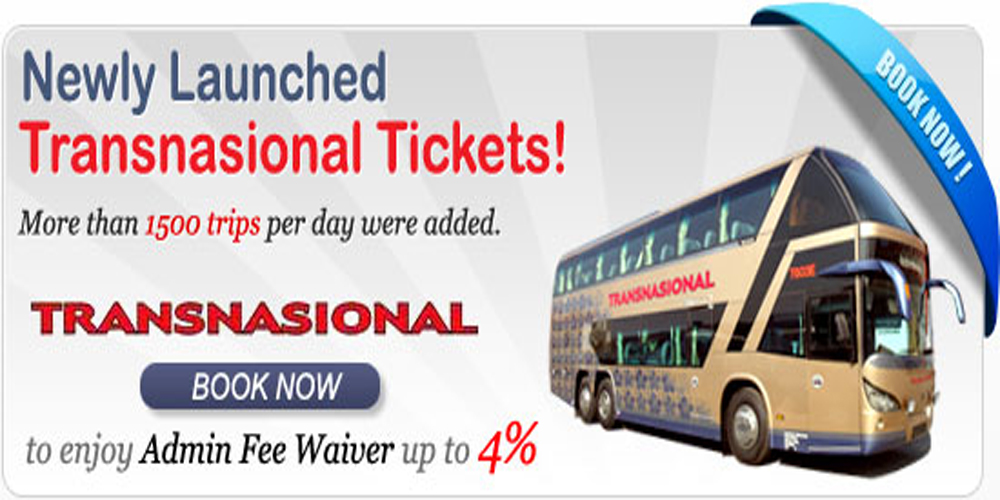 Newly Launched
Transnasional Tickets!
More than 1500 trips per day were added.
TRANSNASIONAL
BOOK NOW
to enjoy Admin Fee Waiver up to 4%
BOOK NOW!
TRANSNASIONAL